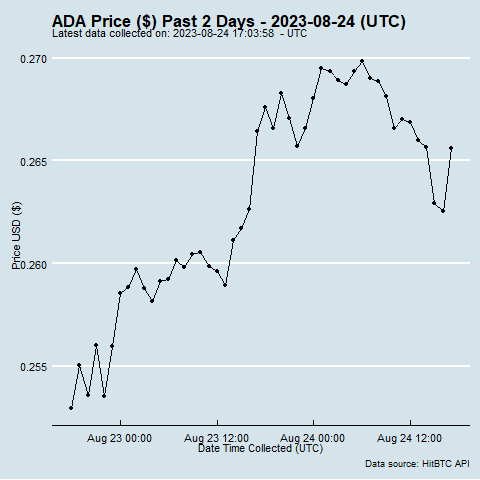 ADA Price ($) Past 2 Days - 2023-08-24 (UTC)
Latest data collected on: 2023-08-24 17:03:58 - UTC
0.270
0.265
0.260
0.255
Price USD ($)
Aug 23 00:00
Aug 23 12:00
Aug 24 00:00
Aug 24 12:00
Date Time Collected (UTC)
Data source: HitBTC API